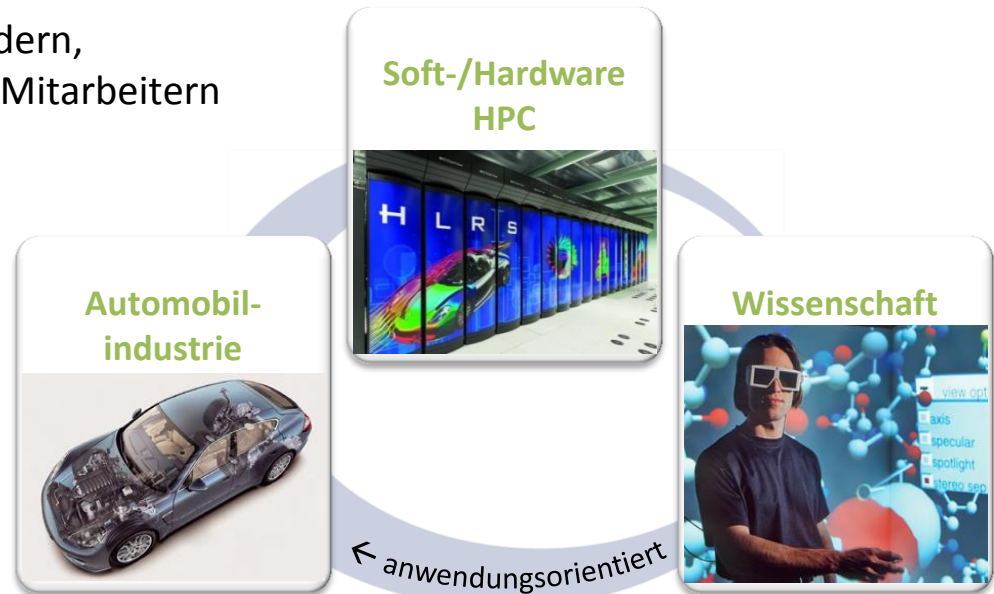 dern,
Mitarbeitern
Soft-/Hardware
HPC
H L R S
Automobil-
industrie
Wissenschaft
view opt
axis
specular
spotlight
stereo sep
← anwendungsorientiert